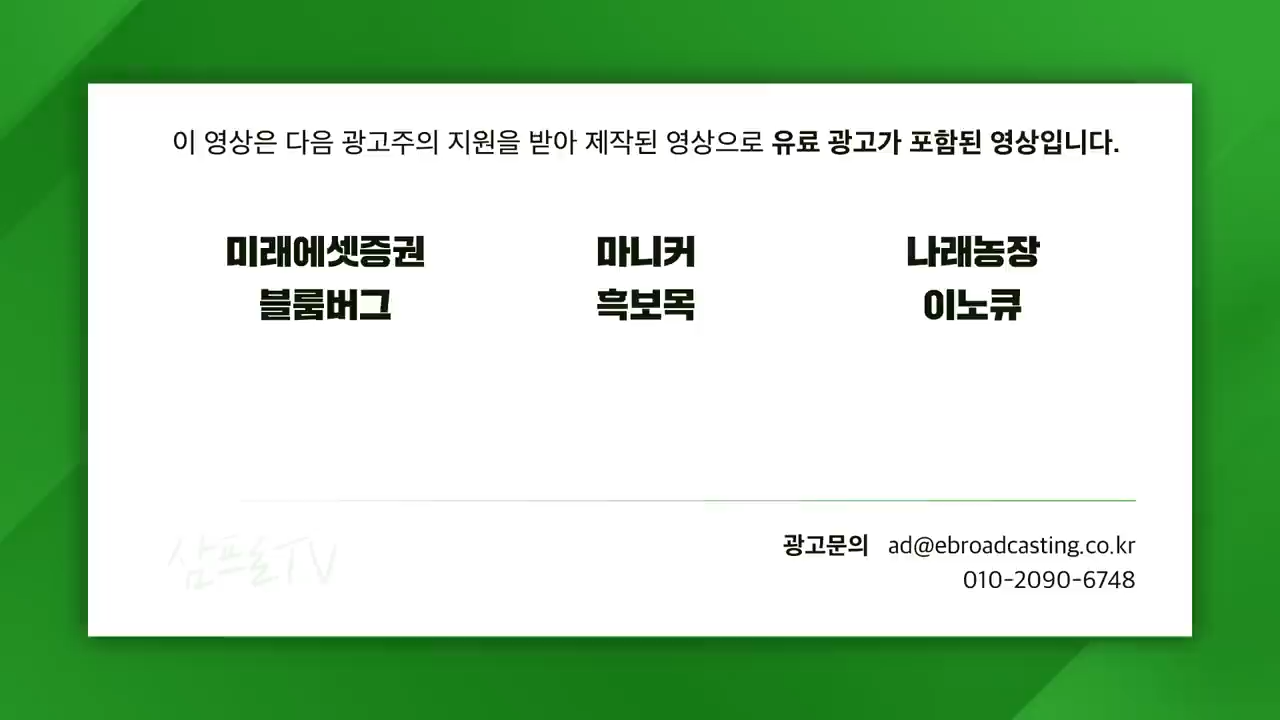 이 영상은 다음 광고주의 지원을 받아 제작된 영상으로 유료 광고가 포함된 영상입니다.
미래에셋증권 마니커 나래농장
블룸버그 흑보목 이노큐
삼프로TV
광고문의 ad@ebroadcasting.co.kr
010-2090-6748